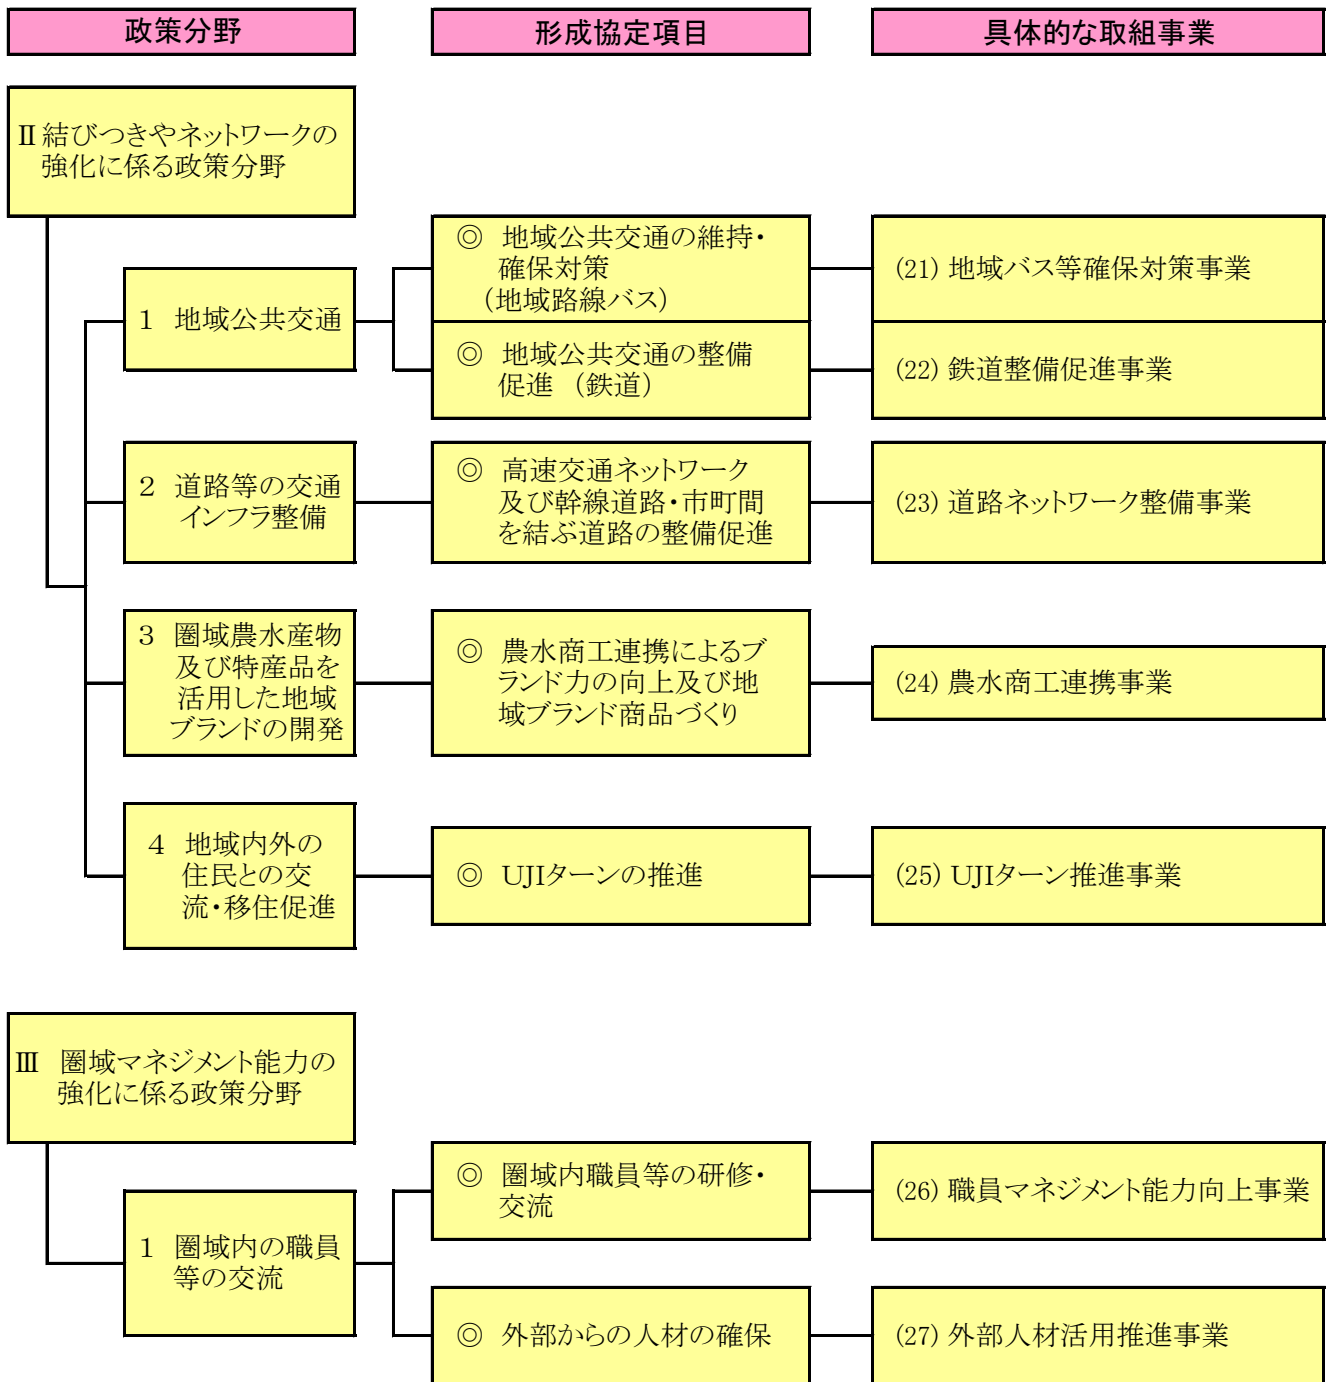 政策分野
形成協定項目
具体的な取組事業
Ⅱ 結びつきやネットワークの
強化に係る政策分野
1 地域公共交通
◎ 地域公共交通の維持・
確保対策
（地域路線バス）
(21) 地域バス等確保対策事業
◎ 地域公共交通の整備
促進 （鉄道）
(22) 鉄道整備促進事業
２ 道路等の交通
インフラ整備
◎ 高速交通ネットワーク
及び幹線道路・市町間
を結ぶ道路の整備促進
(23) 道路ネットワーク整備事業
３ 圏域農水産物
及び特産品を
活用した地域
ブランドの開発
◎ 農水商工連携によるブ
ランド力の向上及び地
域ブランド商品づくり
(24) 農水商工連携事業
４ 地域内外の
住民との交
流・移住促進
◎ UJIターンの推進
(25) UJIターン推進事業
Ⅲ 圏域マネジメント能力の
強化に係る政策分野
1 圏域内の職員
等の交流
◎ 圏域内職員等の研修・
交流
(26) 職員マネジメント能力向上事業
◎ 外部からの人材の確保
(27) 外部人材活用推進事業